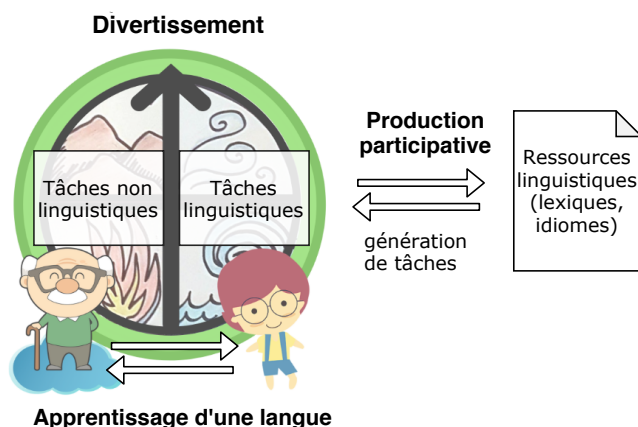 Divertissement
Tâches non
linguistiques
Tâches
linguistiques
Production
participative
génération
de tâches
Ressources
linguistiques
(lexiques,
idiomes)
Apprentissage d'une langue